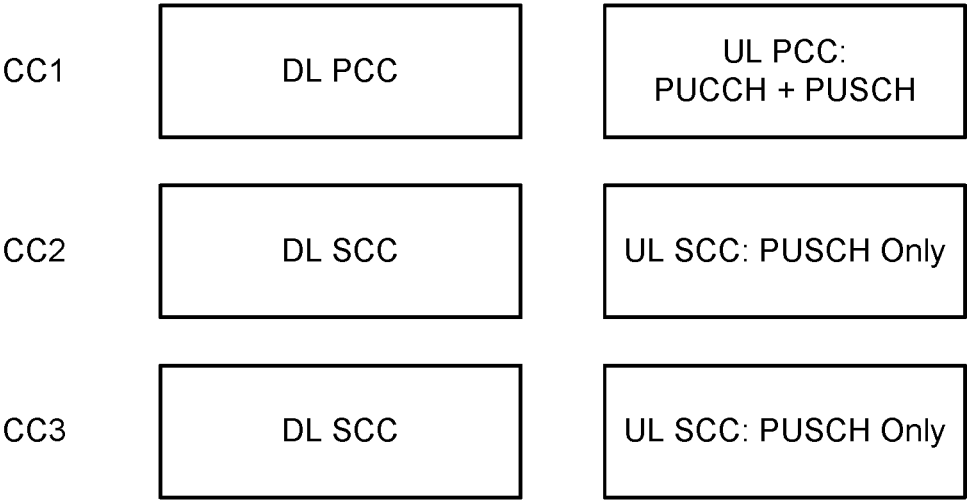 CC1
DL PCC
UL PCC:
PUCCH + PUSCH
CC2
DL SCC
UL SCC: PUSCH Only
CC3
DL SCC
UL SCC: PUSCH Only